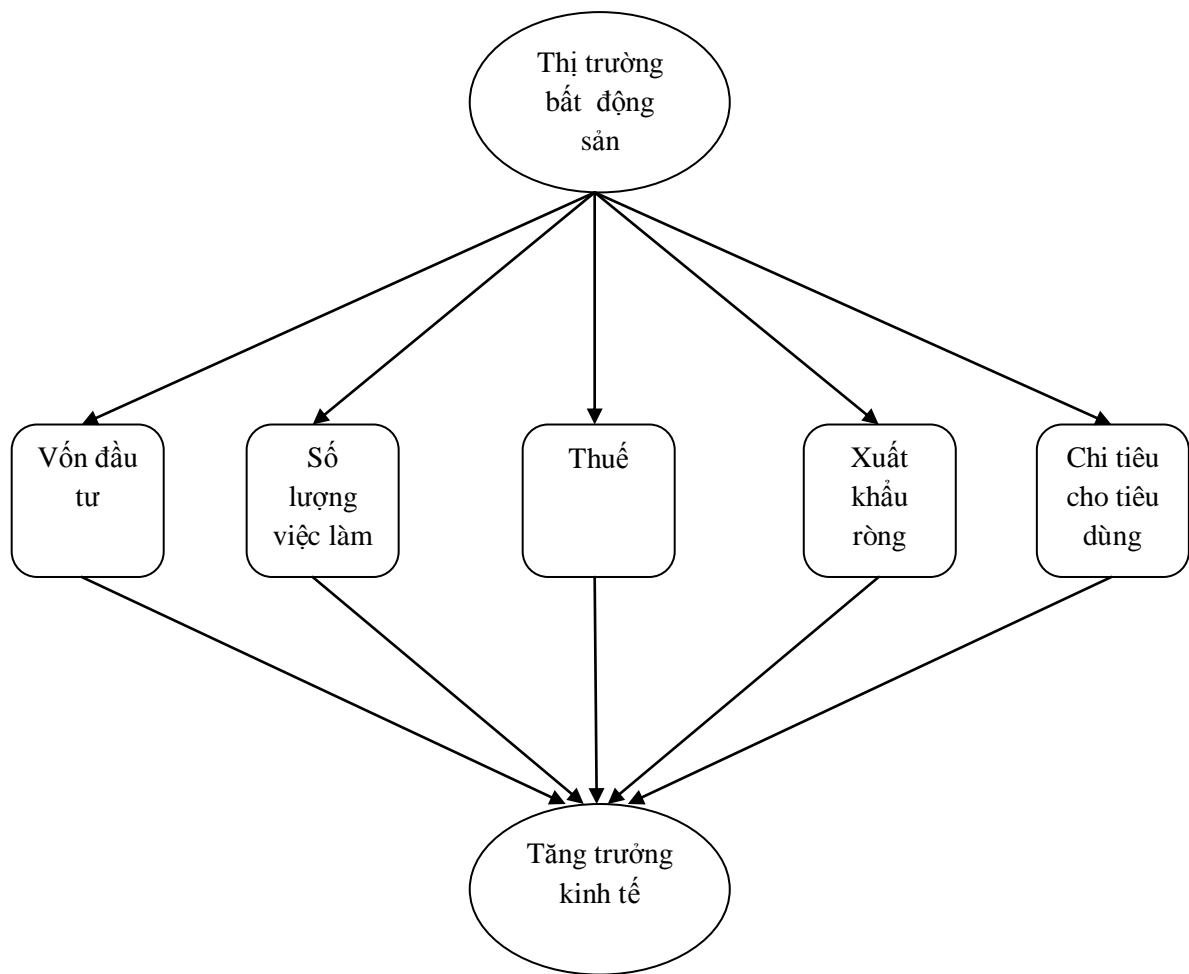 Thị trường
bất động
sản
Vốn đầu
tư
Số
lượng
việc làm
Thuế
Xuất
khẩu
ròng
Chi tiêu
cho tiêu
dùng
Tăng trưởng
kinh tế